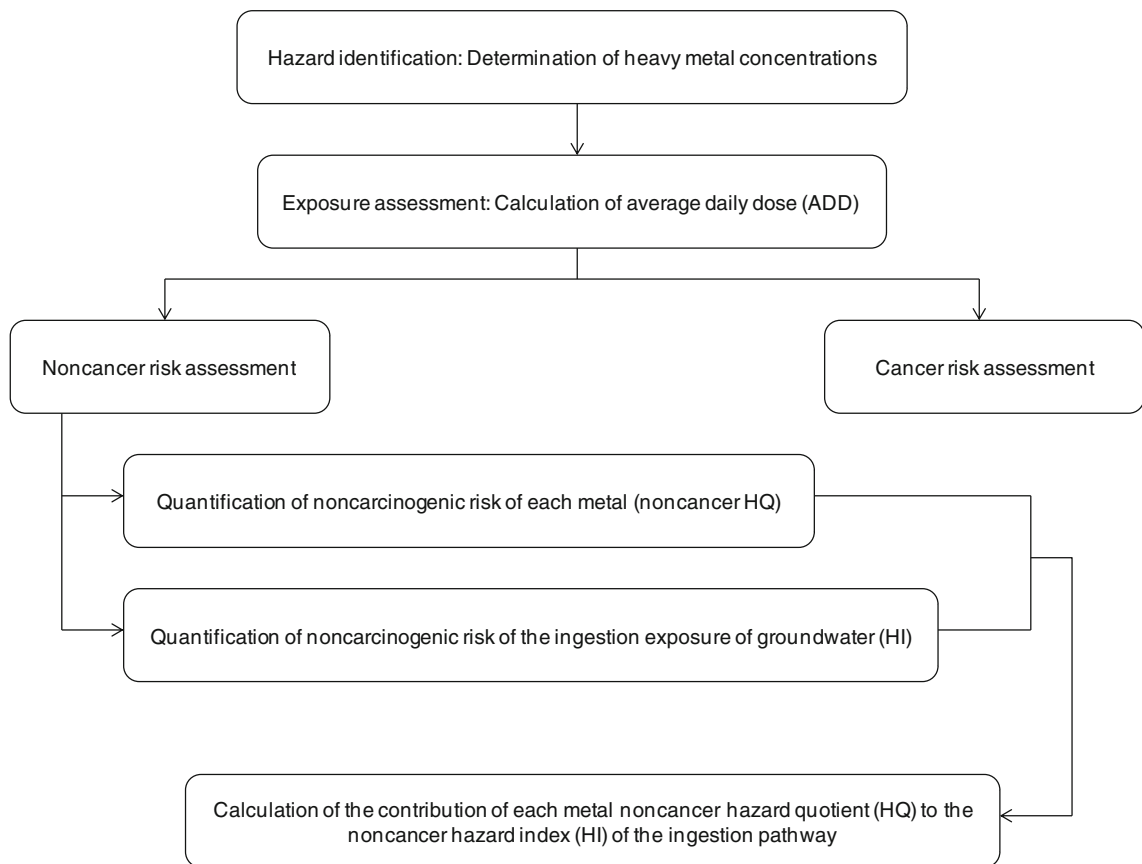 Hazard identification: Determination of heavy metal concentrations
Exposure assessment: Calculation of average daily dose (ADD)
Noncancer risk assessment
Cancer risk assessment
Quantification of noncarcinogenic risk of each metal (noncancer HQ)
Quantification of noncarcinogenic risk of the ingestion exposure of groundwater (HI)
Calculation of the contribution of each metal noncancer hazard quotient (HQ) to the
noncancer hazard index (HI) of the ingestion pathway